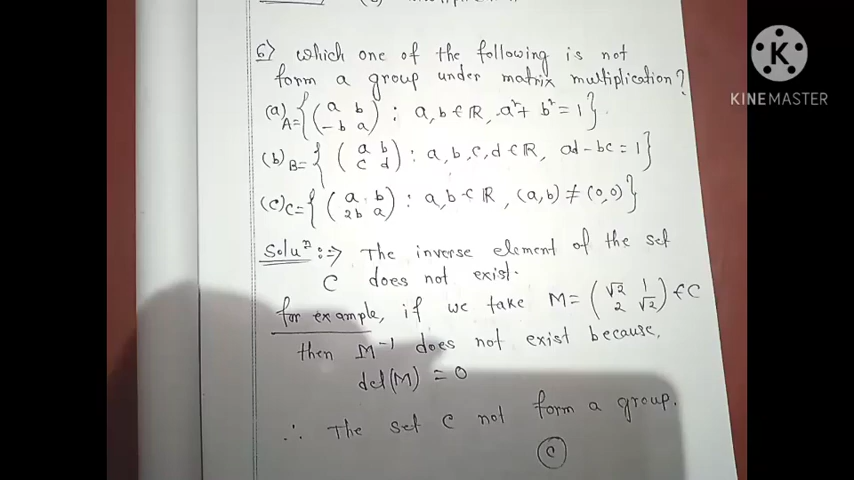 6) which one of the following is not
form a group under matrix multiplication?
(a) A = { ( a b
-b a ) : a, b ∈ ℝ, a² + b² = 1 }
(b) B = { ( a b
c d ) : a, b, c, d ∈ ℝ, ad - bc = 1 }
(c) C = { ( a b
2b a ) : a, b ∈ ℝ, (a, b) ≠ (0,0) }
Soluⁿ :⇒ The inverse element of the set
C does not exist.
for example, if we take M = ( √2 1
2 √2 ) ∈ C
then M⁻¹ does not exist because,
det(M) = 0
∴ The set C not form a group.
(c)
KINEMASTER